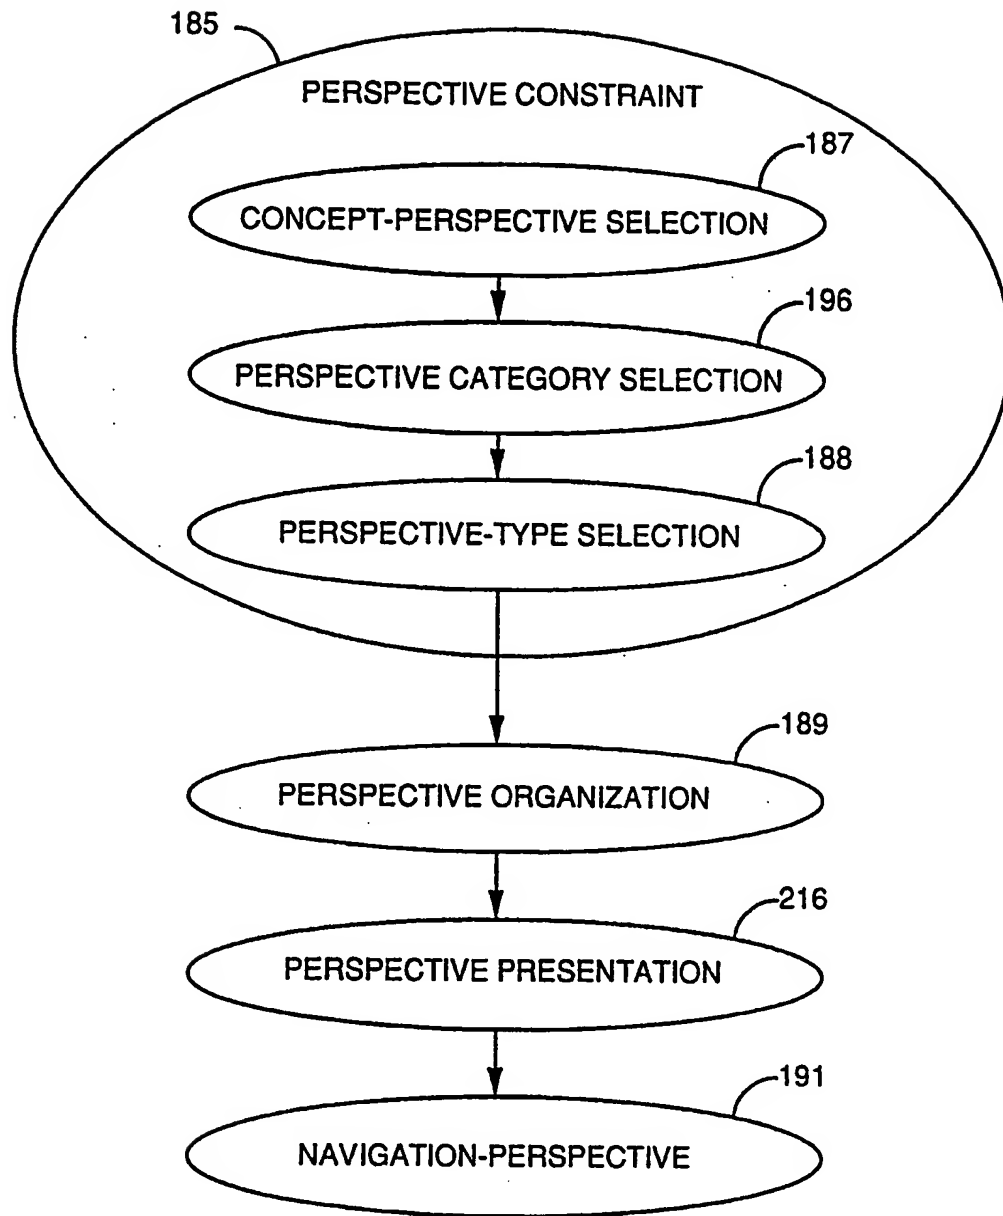 185
PERSPECTIVE CONSTRAINT
187
CONCEPT-PERSPECTIVE SELECTION
196
PERSPECTIVE CATEGORY SELECTION
188
PERSPECTIVE-TYPE SELECTION
189
PERSPECTIVE ORGANIZATION
216
PERSPECTIVE PRESENTATION
191
NAVIGATION-PERSPECTIVE